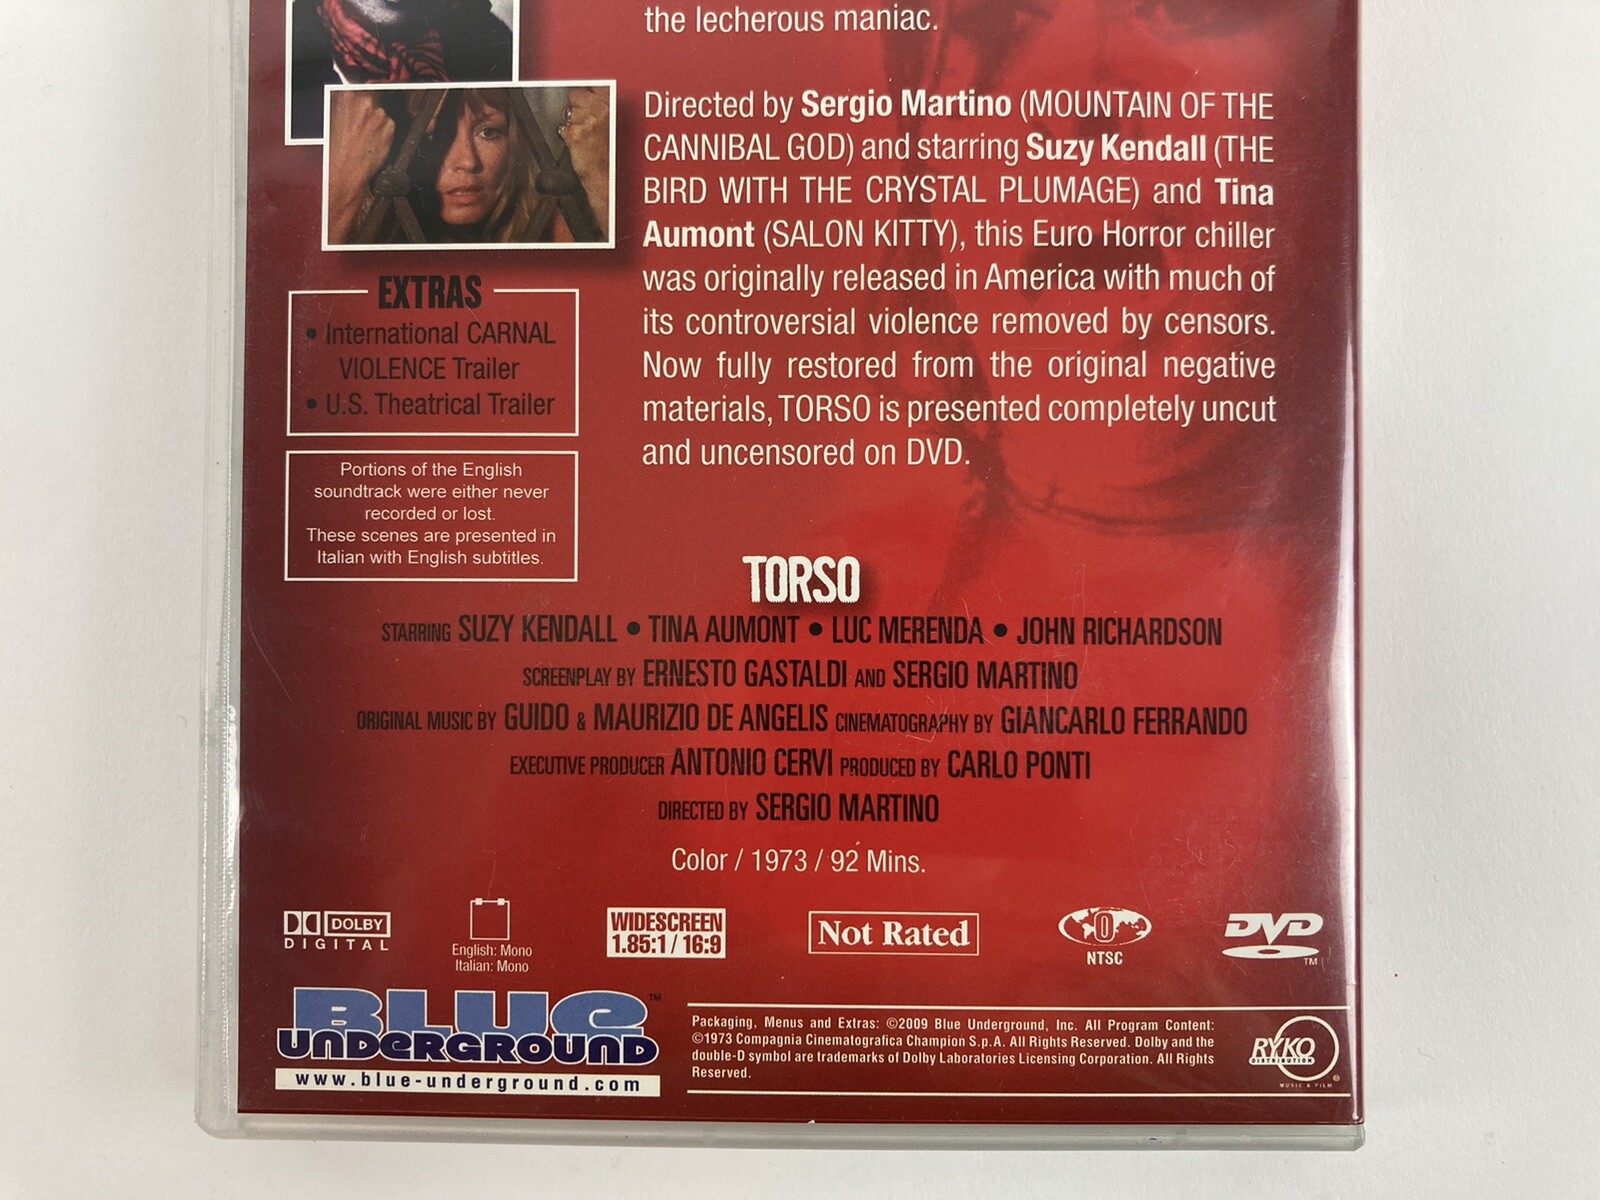 the lecherous maniac.
Directed by Sergio Martino (MOUNTAIN OF THE
CANNIBAL GOD) and starring Suzy Kendall (THE
BIRD WITH THE CRYSTAL PLUMAGE) and Tina
Aumont (SALON KITTY), this Euro Horror chiller
was originally released in America with much of
its controversial violence removed by censors.
Now fully restored from the original negative
materials, TORSO is presented completely uncut
and uncensored on DVD.
EXTRAS
• International CARNAL
VIOLENCE Trailer
• U.S. Theatrical Trailer
Portions of the English
soundtrack were either never
recorded or lost.
These scenes are presented in
Italian with English subtitles.
TORSO
STARRING SUZY KENDALL • TINA AUMONT • LUC MERENDA • JOHN RICHARDSON
SCREENPLAY BY ERNESTO GASTALDI AND SERGIO MARTINO
ORIGINAL MUSIC BY GUIDO & MAURIZIO DE ANGELIS CINEMATOGRAPHY BY GIANCARLO FERRANDO
EXECUTIVE PRODUCER ANTONIO CERVI PRODUCED BY CARLO PONTI
DIRECTED BY SERGIO MARTINO
Color / 1973 / 92 Mins.
DOLBY
DIGITAL
English: Mono
Italian: Mono
WIDESCREEN
1.85:1 / 16:9
Not Rated
0
NTSC
DVD
TM
BLUE TM
UNDERGROUND
www.blue-underground.com
Packaging, Menus and Extras: ©2009 Blue Underground, Inc. All Program Content:
©1973 Compagnia Cinematografica Champion S.p.A. All Rights Reserved. Dolby and the
double-D symbol are trademarks of Dolby Laboratories Licensing Corporation. All Rights
Reserved.
RYKO
DISTRIBUTION
MUSIC & FILM ®